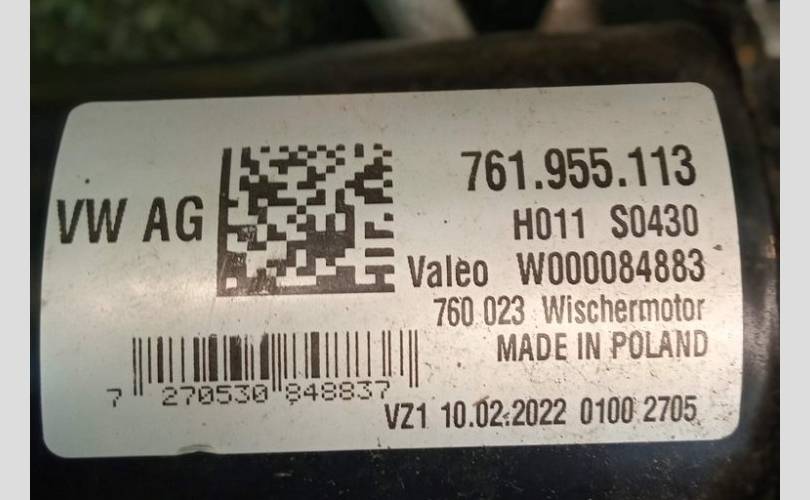 VW AG
761.955.113
H011 S0430
Valeo W000084883
760 023 Wischermotor
MADE IN POLAND
7 270530 848837
VZ1 10.02.2022 0100 2705